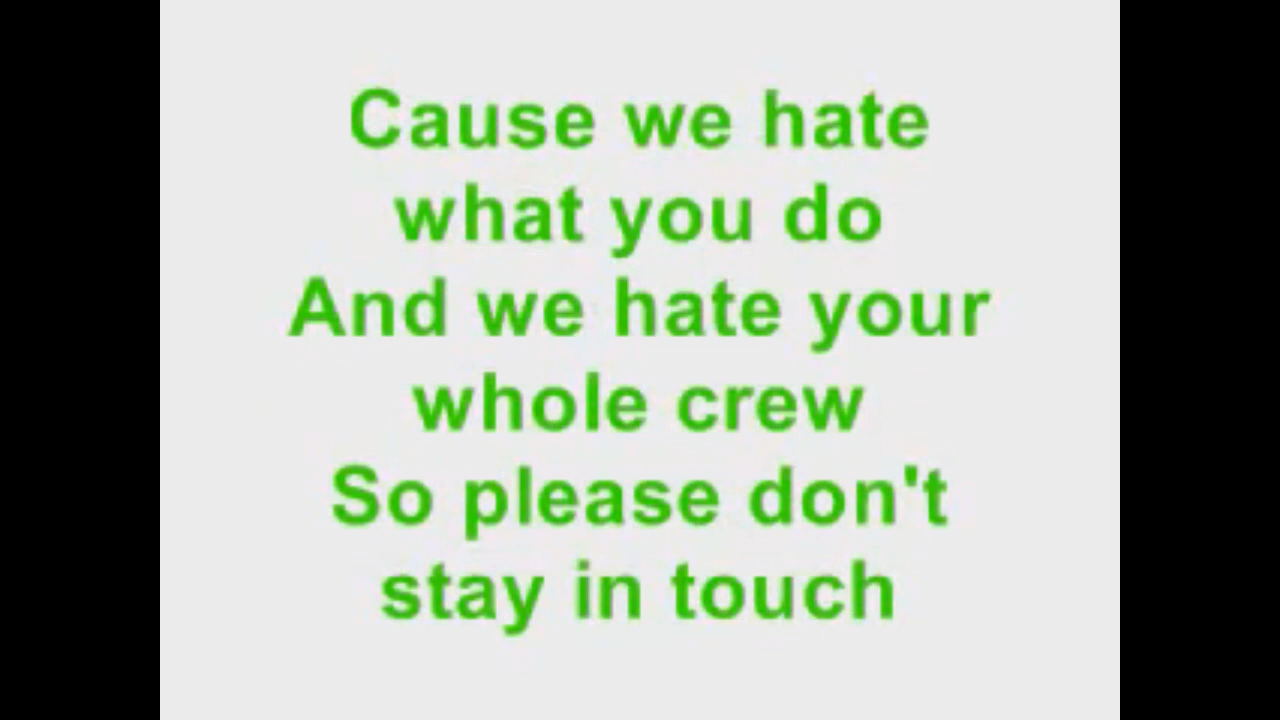 Cause we hate
what you do
And we hate your
whole crew
So please don't
stay in touch